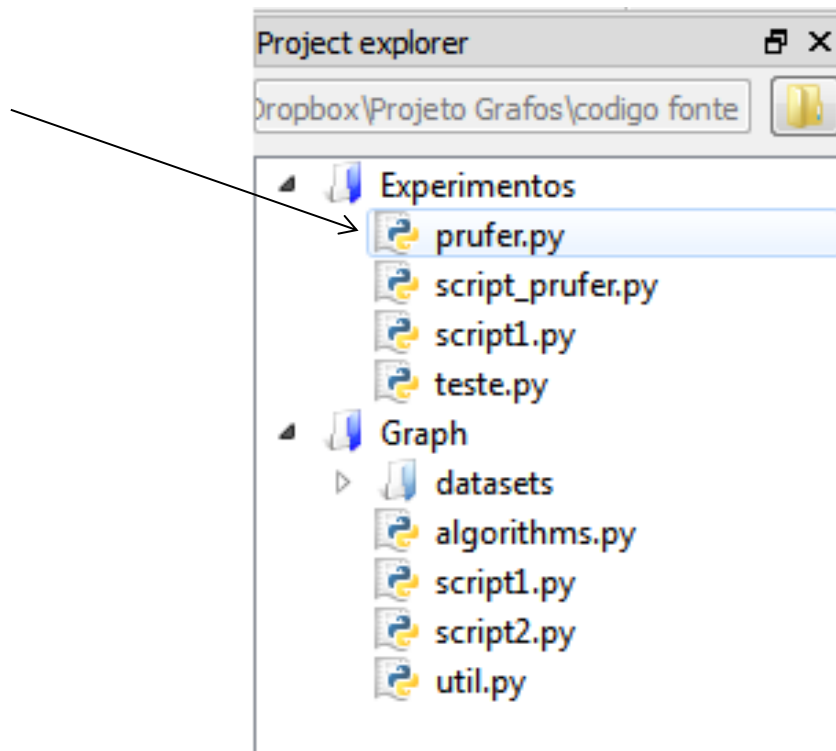 Project explorer
Dropbox\Projeto Grafos\codigo fonte
Experimentos
prufer.py
script_prufer.py
script1.py
teste.py
Graph
datasets
algorithms.py
script1.py
script2.py
util.py